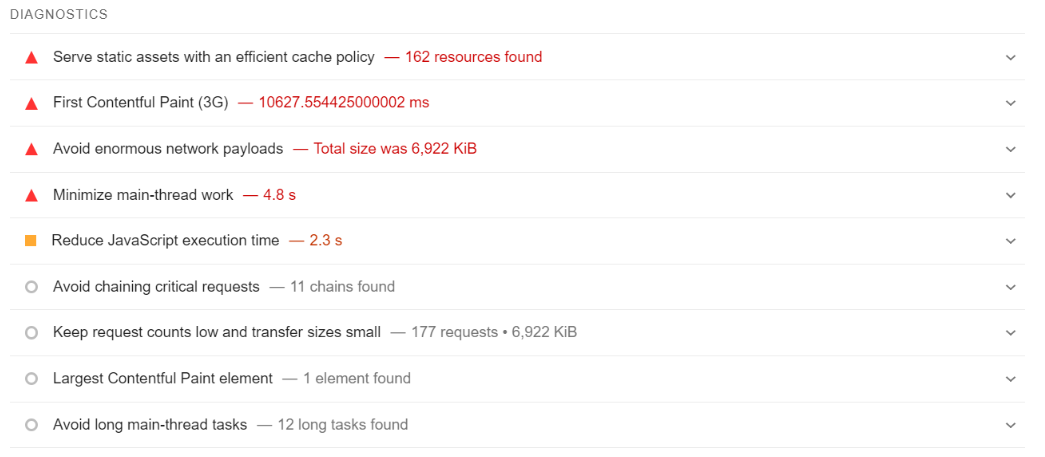 DIAGNOSTICS
Serve static assets with an efficient cache policy — 162 resources found
First Contentful Paint (3G) — 10627.554425000002 ms
Avoid enormous network payloads — Total size was 6,922 KiB
Minimize main-thread work — 4.8 s
Reduce JavaScript execution time — 2.3 s
Avoid chaining critical requests — 11 chains found
Keep request counts low and transfer sizes small — 177 requests • 6,922 KiB
Largest Contentful Paint element — 1 element found
Avoid long main-thread tasks — 12 long tasks found